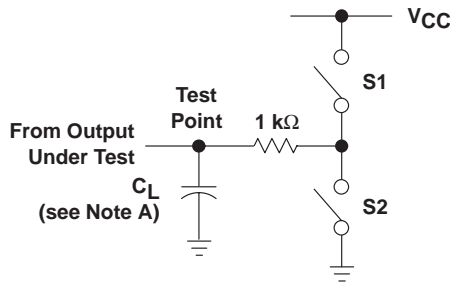 VCC
S1
Test
Point
1 kΩ
From Output
Under Test
CL
(see Note A)
S2